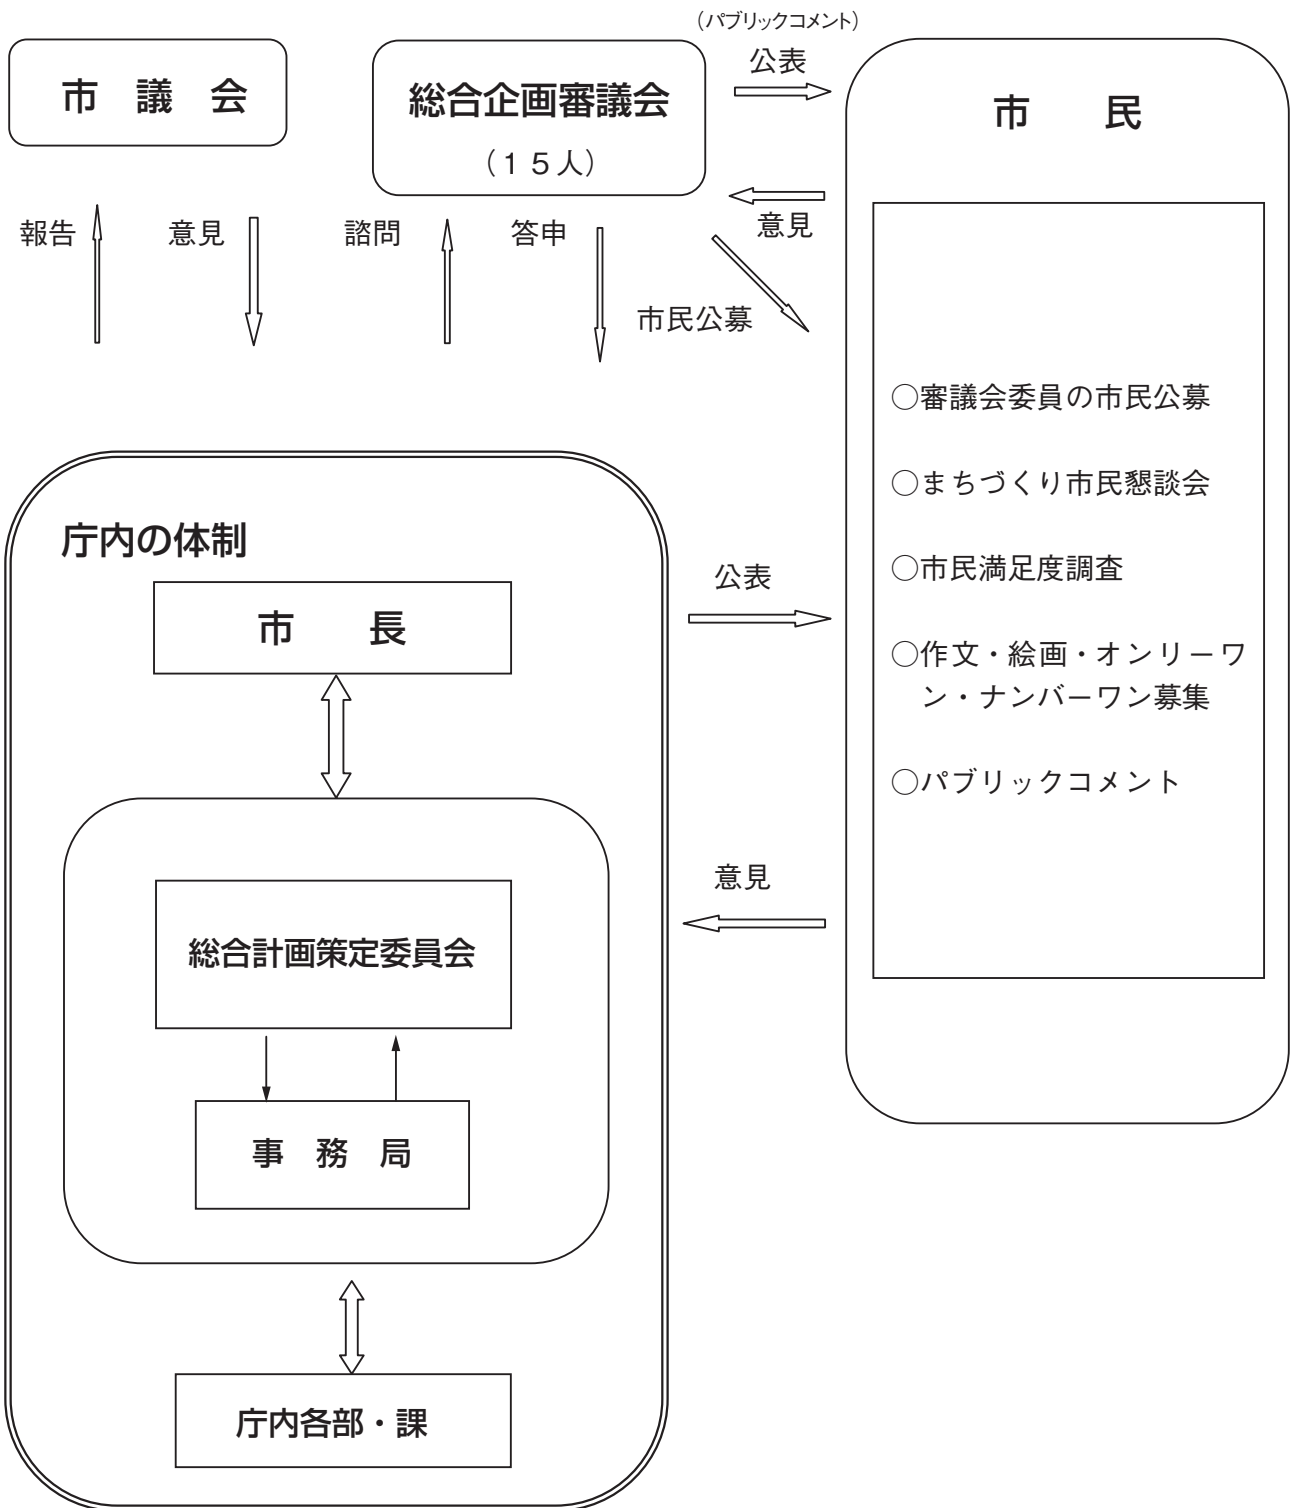 （パブリックコメント）
市　議　会
総合企画審議会
（１５人）
公表
市　　民
意見
報告
意見
諮問
答申
市民公募
○審議会委員の市民公募
○まちづくり市民懇談会
○市民満足度調査
○作文・絵画・オンリーワ
ン・ナンバーワン募集
○パブリックコメント
庁内の体制
市　　長
公表
総合計画策定委員会
意見
事　務　局
庁内各部・課